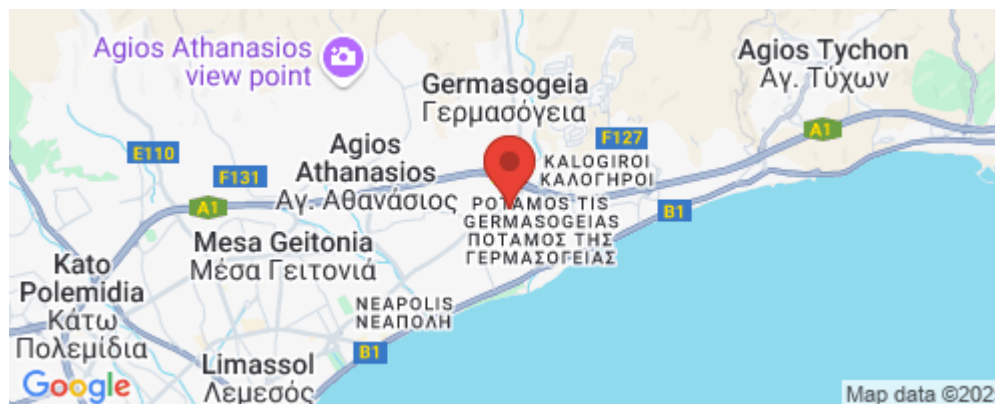 Agios Athanasios
view point
Germasogeia
Γερμασόγεια
Agios Tychon
Αγ. Τύχων
A1
F127
E110
Agios
Athanasios
Αγ. Αθανάσιος
KALOGIROI
ΚΑΛΟΓΗΡΟΙ
F131
A1
POTAMOS TIS
GERMASOGEIAS
ΠΟΤΑΜΟΣ ΤΗΣ
ΓΕΡΜΑΣΟΓΕΙΑΣ
B1
Mesa Geitonia
Μέσα Γειτονιά
Kato
Polemidia
Κάτω
Πολεμίδια
NEAPOLIS
ΝΕΑΠΟΛΗ
B1
Limassol
Λεμεσός
Google
Map data ©202